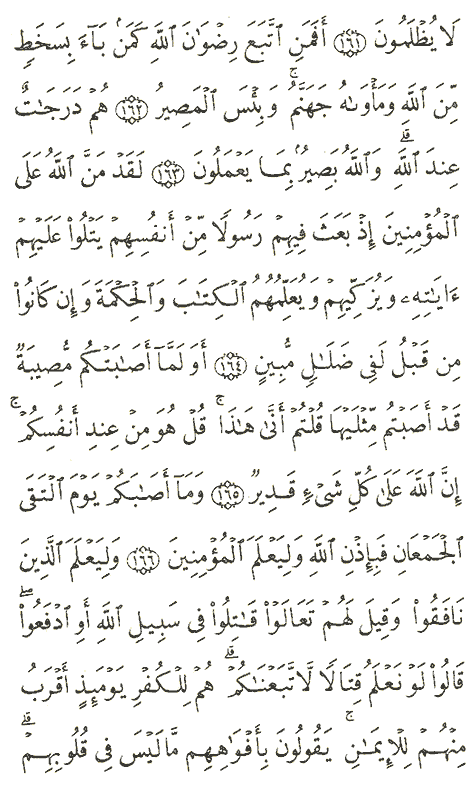 لَا يُظْلَمُونَ ﴿١٦١﴾ أَفَمَنِ ٱتَّبَعَ رِضْوَٰنَ ٱللَّهِ كَمَنۢ بَآءَ بِسَخَطٍ
مِّنَ ٱللَّهِ وَمَأْوَىٰهُ جَهَنَّمُ ۚ وَبِئْسَ ٱلْمَصِيرُ ﴿١٦٢﴾ هُمْ دَرَجَٰتٌ
عِندَ ٱللَّهِ ۗ وَٱللَّهُ بَصِيرٌۢ بِمَا يَعْمَلُونَ ﴿١٦٣﴾ لَقَدْ مَنَّ ٱللَّهُ عَلَى
ٱلْمُؤْمِنِينَ إِذْ بَعَثَ فِيهِمْ رَسُولًا مِّنْ أَنفُسِهِمْ يَتْلُوا۟ عَلَيْهِمْ
ءَايَٰتِهِۦ وَيُزَكِّيهِمْ وَيُعَلِّمُهُمُ ٱلْكِتَٰبَ وَٱلْحِكْمَةَ وَإِن كَانُوا۟
مِن قَبْلُ لَفِى ضَلَٰلٍ مُّبِينٍ ﴿١٦٤﴾ أَوَلَمَّآ أَصَٰبَتْكُم مُّصِيبَةٌ
قَدْ أَصَبْتُم مِّثْلَيْهَا قُلْتُمْ أَنَّىٰ هَٰذَا ۖ قُلْ هُوَ مِنْ عِندِ أَنفُسِكُمْ ۗ
إِنَّ ٱللَّهَ عَلَىٰ كُلِّ شَىْءٍ قَدِيرٌ ﴿١٦٥﴾ وَمَآ أَصَٰبَكُمْ يَوْمَ ٱلْتَقَى
ٱلْجَمْعَانِ فَبِإِذْنِ ٱللَّهِ وَلِيَعْلَمَ ٱلْمُؤْمِنِينَ ﴿١٦٦﴾ وَلِيَعْلَمَ ٱلَّذِينَ
نَافَقُوا۟ وَقِيلَ لَهُمْ تَعَالَوْا۟ قَٰتِلُوا۟ فِى سَبِيلِ ٱللَّهِ أَوِ ٱدْفَعُوا۟ ۖ
قَالُوا۟ لَوْ نَعْلَمُ قِتَالًا لَّٱتَّبَعْنَٰكُمْ ۗ هُمْ لِلْكُفْرِ يَوْمَئِذٍ أَقْرَبُ
مِنْهُمْ لِلْإِيمَٰنِ ۚ يَقُولُونَ بِأَفْوَٰهِهِم مَّا لَيْسَ فِى قُلُوبِهِمْ ۗ